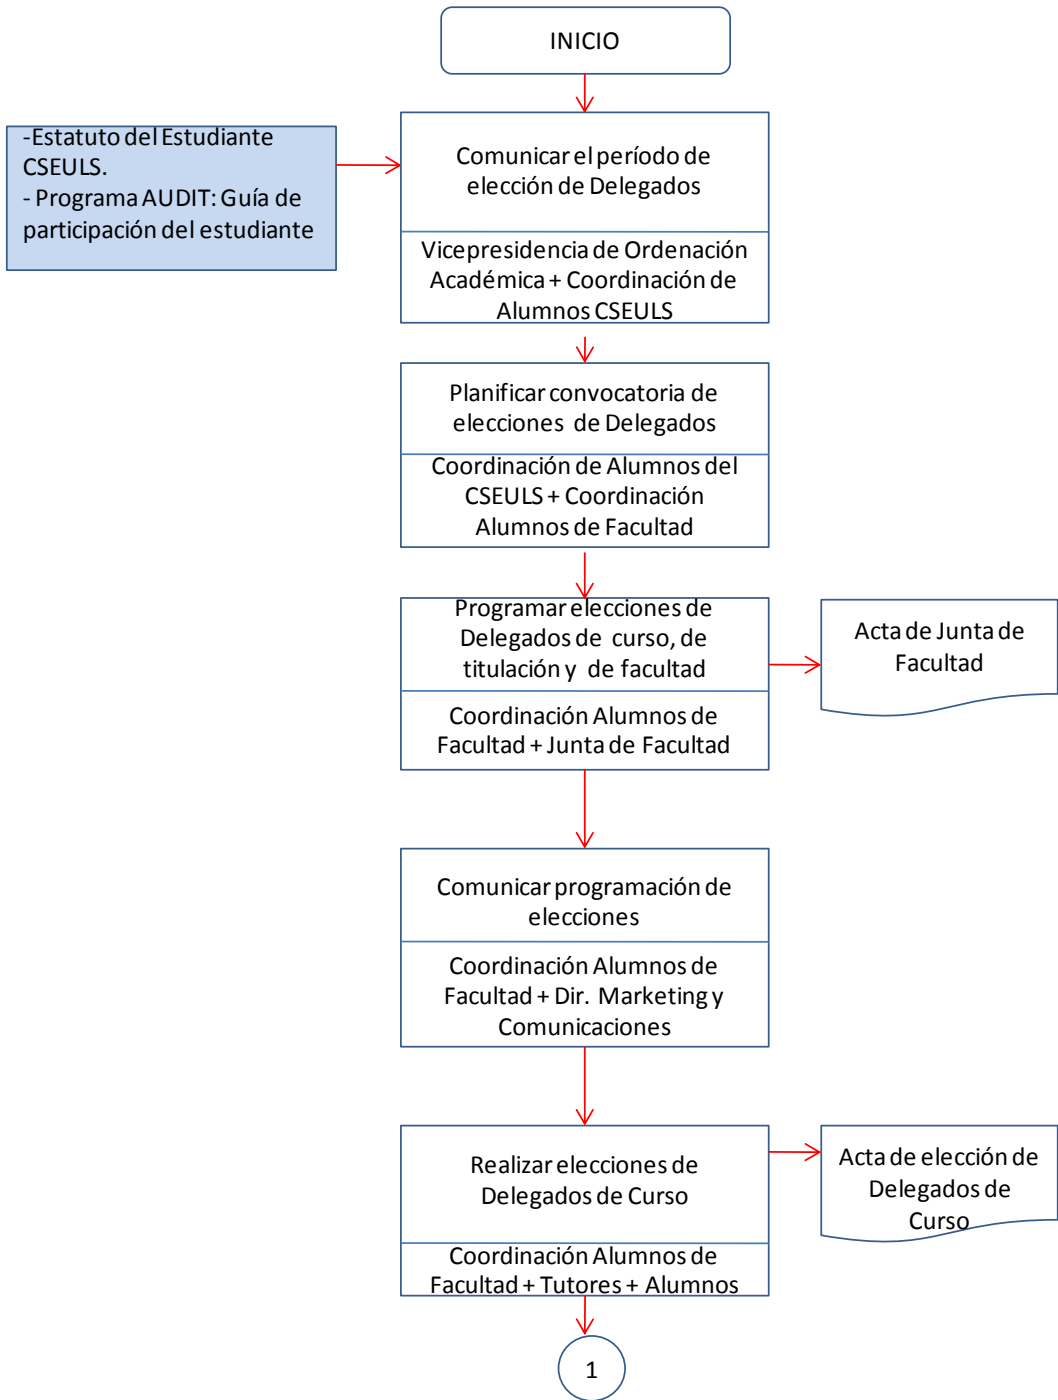 INICIO
-Estatuto del Estudiante
CSEULS.
- Programa AUDIT: Guía de
participación del estudiante
Comunicar el período de
elección de Delegados
Vicepresidencia de Ordenación
Académica + Coordinación de
Alumnos CSEULS
Planificar convocatoria de
elecciones de Delegados
Coordinación de Alumnos del
CSEULS + Coordinación
Alumnos de Facultad
Programar elecciones de
Delegados de curso, de
titulación y de facultad
Coordinación Alumnos de
Facultad + Junta de Facultad
Acta de Junta de
Facultad
Comunicar programación de
elecciones
Coordinación Alumnos de
Facultad + Dir. Marketing y
Comunicaciones
Realizar elecciones de
Delegados de Curso
Coordinación Alumnos de
Facultad + Tutores + Alumnos
Acta de elección de
Delegados de
Curso
1